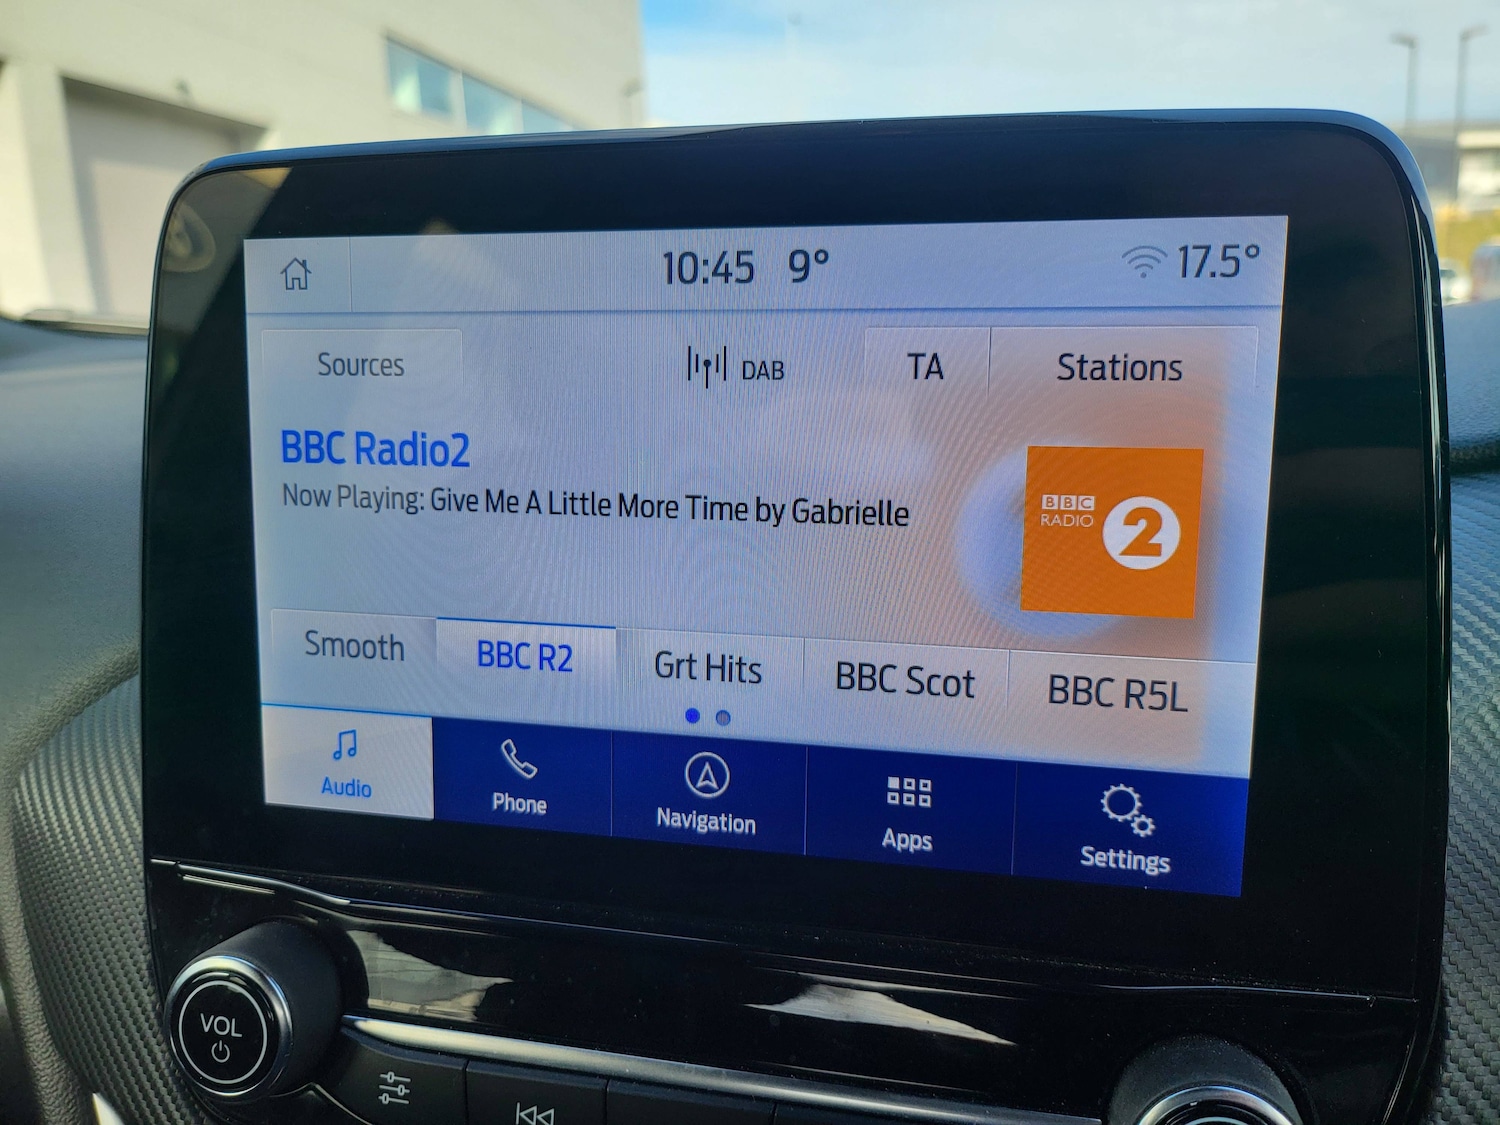 10:45 9° 17.5°
Sources DAB TA Stations
BBC Radio2
Now Playing: Give Me A Little More Time by Gabrielle
BBC
RADIO 2
Smooth BBC R2 Grt Hits BBC Scot BBC R5L
Audio Phone Navigation Apps Settings
VOL